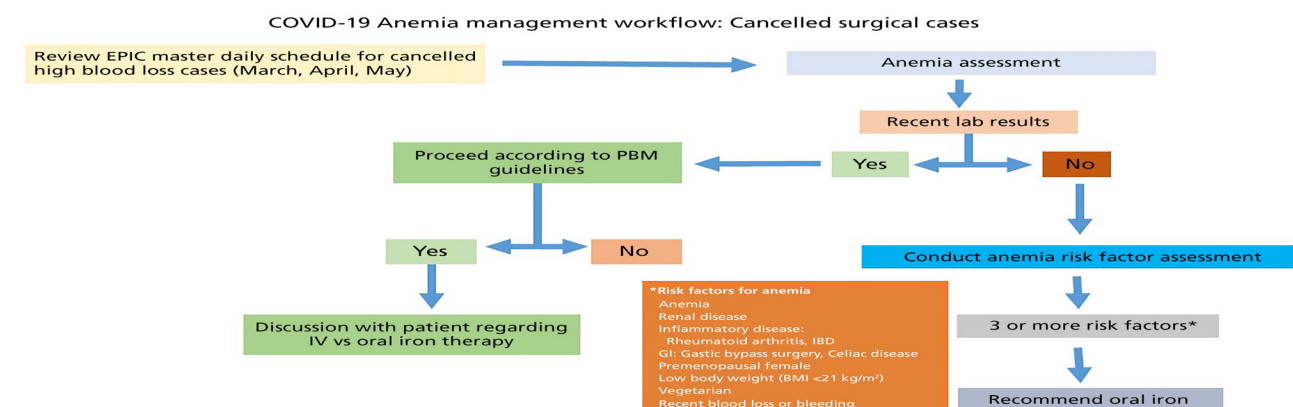 COVID-19 Anemia management workflow: Cancelled surgical cases
Review EPIC master daily schedule for cancelled
high blood loss cases (March, April, May)
Anemia assessment
Recent lab results
Yes
No
Proceed according to PBM
guidelines
Yes
No
Conduct anemia risk factor assessment
Discussion with patient regarding
IV vs oral iron therapy
*Risk factors for anemia
Anemia
Renal disease
Inflammatory disease:
Rheumatoid arthritis, IBD
GI: Gastic bypass surgery, Celiac disease
Premenopausal female
Low body weight (BMI <21 kg/m²)
Vegetarian
Recent blood loss or bleeding
3 or more risk factors*
Recommend oral iron